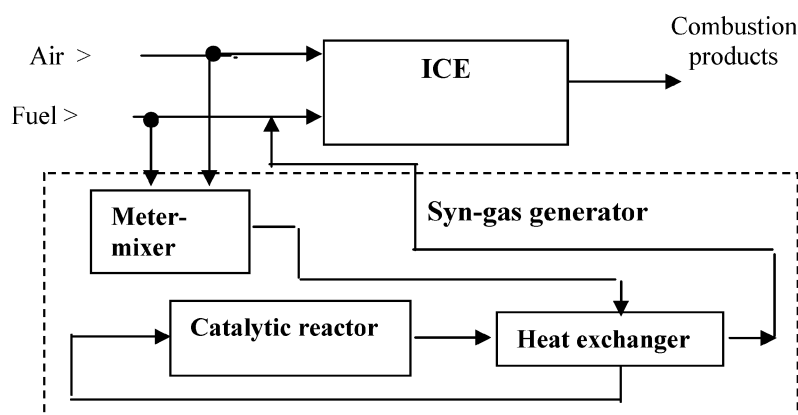 Combustion
products
Air >
ICE
Fuel >
Meter-
mixer
Syn-gas generator
Catalytic reactor
Heat exchanger